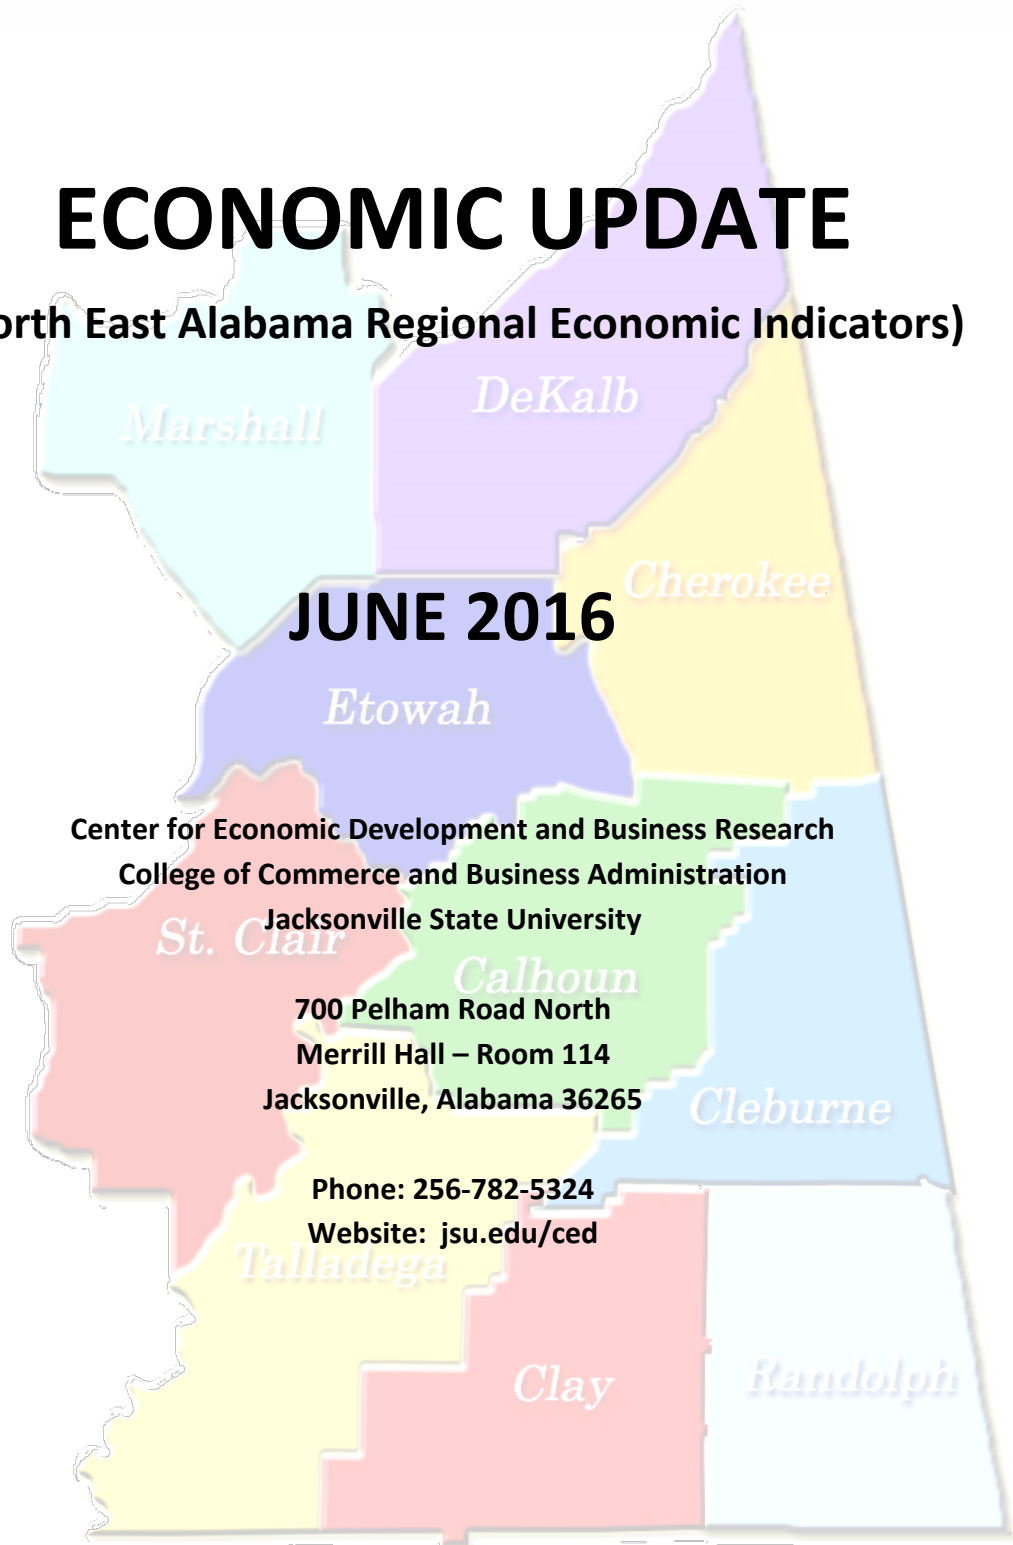 ECONOMIC UPDATE
orth East Alabama Regional Economic Indicators)
DeKalb
Marshall
Cherokee
JUNE 2016
Etowah
Center for Economic Development and Business Research
College of Commerce and Business Administration
Jacksonville State University
St. Clair
Calhoun
700 Pelham Road North
Merrill Hall – Room 114
Jacksonville, Alabama 36265
Cleburne
Phone: 256-782-5324
Website: jsu.edu/ced
Talladega
Clay
Randolph